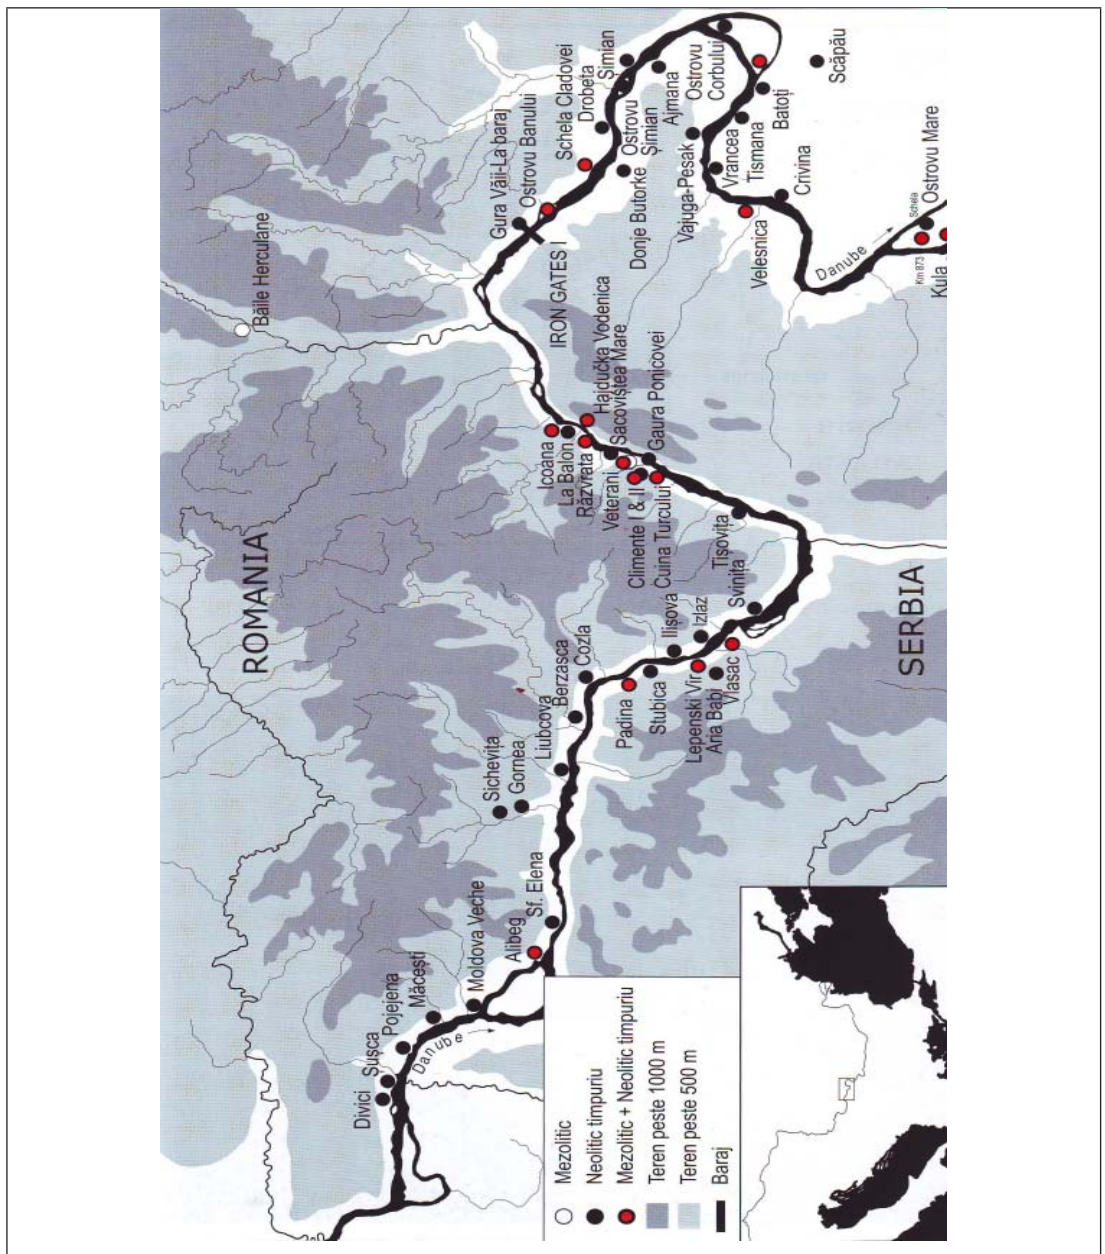 ROMANIA
SERBIA
Băile Herculane
Gura Văii-La baraj
Ostrovu Banului
Schela Cladovei
Drobeta
Șimian
Ostrovu
Șimian
Ajmana
Ostrovu
Corbului
Scăpău
Batoți
Tismana
Vrancea
Vajuga-Pesak
Crivina
Velesnica
Donje Butorke
IRON GATES I
Danube
Schela
Ostrovu Mare
Km 873
Kula
Hajdučka Vodenica
Icoana
La Balon
Răzvrata
Sacoviștea Mare
Veterani
Gaura Ponicovei
Climente I & II
Cuina Turcului
Tișovița
Svinița
Ilișova
Izlaz
Cozla
Berzasca
Liubcova
Padina
Stubica
Lepenski Vir
Aria Babi
Vlasac
Sichevița
Gornea
Sf. Elena
Alibeg
Moldova Veche
Măcești
Pojejena
Șușca
Divici
Danube
Mezolitic
Neolitic timpuriu
Mezolitic + Neolitic timpuriu
Teren peste 1000 m
Teren peste 500 m
Baraj